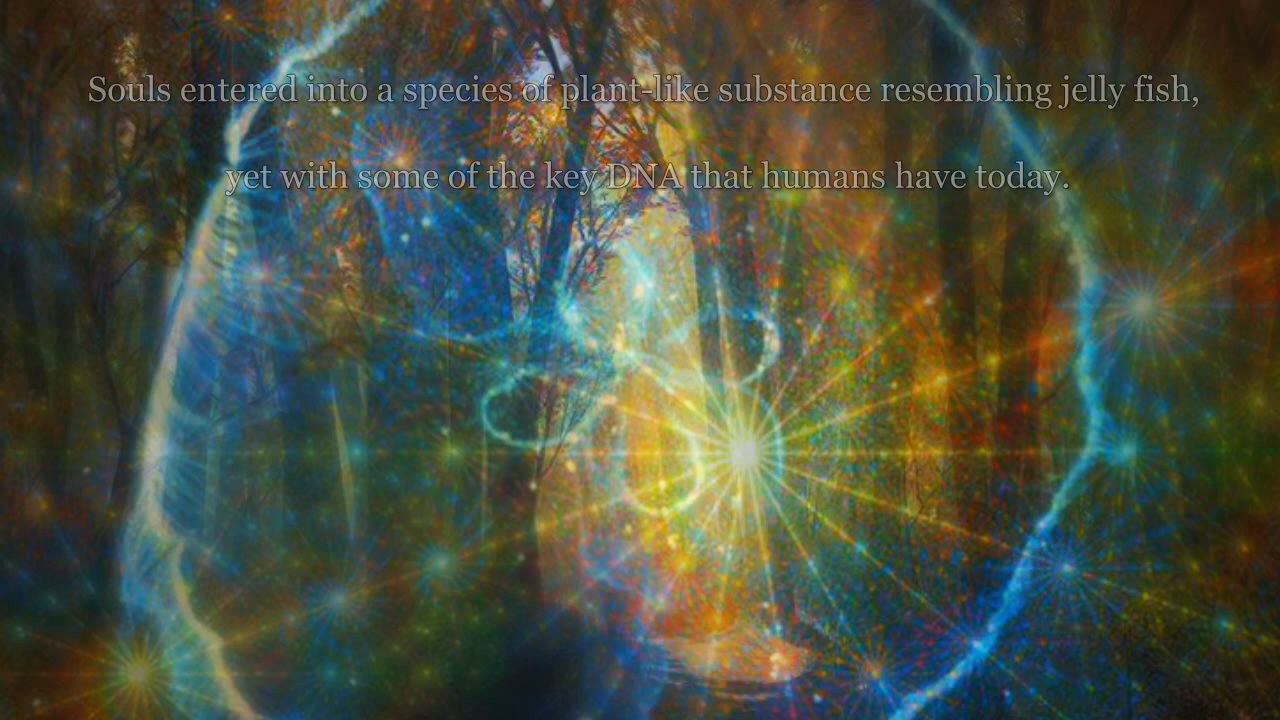 Souls entered into a species of plant-like substance resembling jelly fish,
yet with some of the key DNA that humans have today.